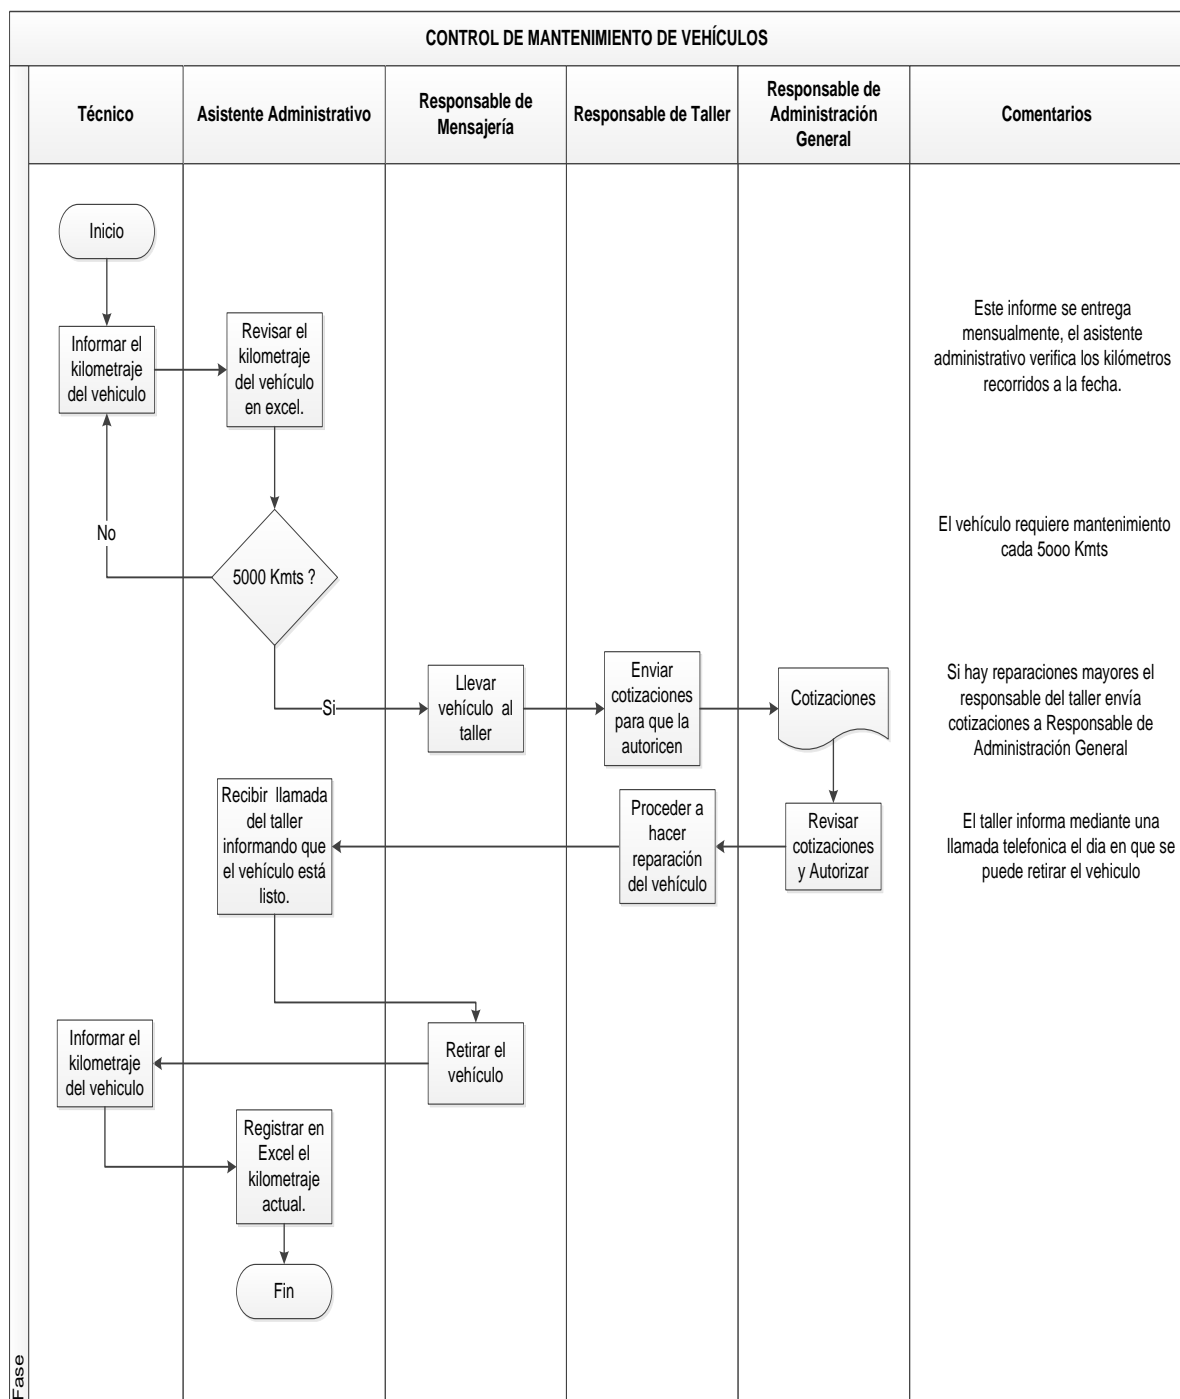 CONTROL DE MANTENIMIENTO DE VEHÍCULOS
Fase
Técnico
Asistente Administrativo
Responsable de
Mensajería
Responsable de Taller
Responsable de
Administración
General
Comentarios
Inicio
Informar el
kilometraje
del vehiculo
Revisar el
kilometraje
del vehículo
en excel.
Este informe se entrega
mensualmente, el asistente
administrativo verifica los kilómetros
recorridos a la fecha.
No
5000 Kmts ?
El vehículo requiere mantenimiento
cada 5ooo Kmts
Si
Llevar
vehículo al
taller
Enviar
cotizaciones
para que la
autoricen
Cotizaciones
Si hay reparaciones mayores el
responsable del taller envía
cotizaciones a Responsable de
Administración General
Recibir llamada
del taller
informando que
el vehículo está
listo.
Proceder a
hacer
reparación
del vehículo
Revisar
cotizaciones
y Autorizar
El taller informa mediante una
llamada telefonica el dia en que se
puede retirar el vehiculo
Informar el
kilometraje
del vehiculo
Retirar el
vehículo
Registrar en
Excel el
kilometraje
actual.
Fin